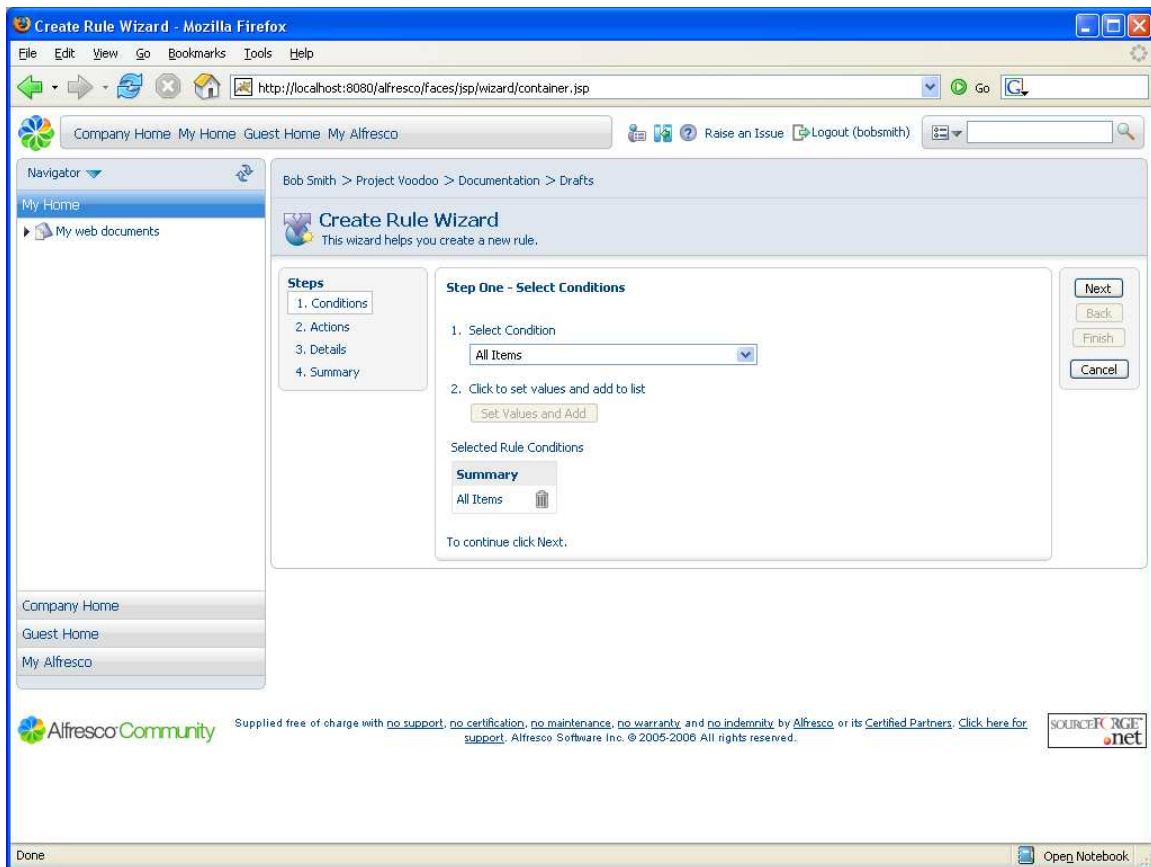 Create Rule Wizard - Mozilla Firefox
File Edit View Go Bookmarks Tools Help
http://localhost:8080/alfresco/faces/jsp/wizard/container.jsp
Go
G
Company Home My Home Guest Home My Alfresco
Raise an Issue Logout (bobsmith)
Navigator
My Home
My web documents
Company Home
Guest Home
My Alfresco
Bob Smith > Project Voodoo > Documentation > Drafts
Create Rule Wizard
This wizard helps you create a new rule.
Steps
1. Conditions
2. Actions
3. Details
4. Summary
Step One - Select Conditions
1. Select Condition
All Items
2. Click to set values and add to list
Set Values and Add
Selected Rule Conditions
Summary
All Items
To continue click Next.
Next
Back
Finish
Cancel
Alfresco Community
Supplied free of charge with no support, no certification, no maintenance, no warranty and no indemnity by Alfresco or its Certified Partners. Click here for
support. Alfresco Software Inc. © 2005-2006 All rights reserved.
SOURCEFORGE
.net
Done
Open Notebook